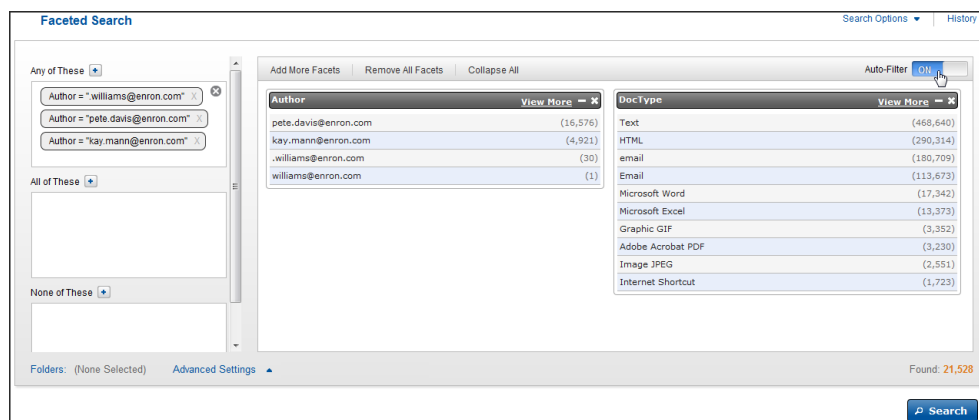 Faceted Search
Search Options
History
Any of These
Author = ".williams@enron.com" X
Author = "pete.davis@enron.com" X
Author = "kay.mann@enron.com" X
All of These
None of These
Add More Facets Remove All Facets Collapse All
Auto-Filter ON
Author View More
pete.davis@enron.com (16,576)
kay.mann@enron.com (4,921)
.williams@enron.com (30)
williams@enron.com (1)
DocType View More
Text (468,640)
HTML (290,314)
email (180,709)
Email (113,673)
Microsoft Word (17,342)
Microsoft Excel (13,373)
Graphic GIF (3,352)
Adobe Acrobat PDF (3,230)
Image JPEG (2,551)
Internet Shortcut (1,723)
Folders: (None Selected) Advanced Settings
Found: 21,528
Search